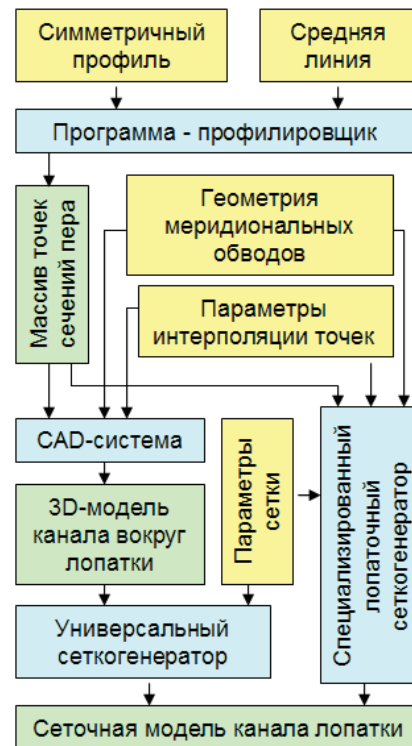 Симметричный
профиль
Средняя
линия
Программа - профилировщик
Массив точек
сечений пера
Геометрия
меридиональных
обводов
Параметры
интерполяции точек
CAD-система
3D-модель
канала вокруг
лопатки
Параметры
сетки
Специализированный
лопаточный
сеткогенератор
Универсальный
сеткогенератор
Сеточная модель канала лопатки